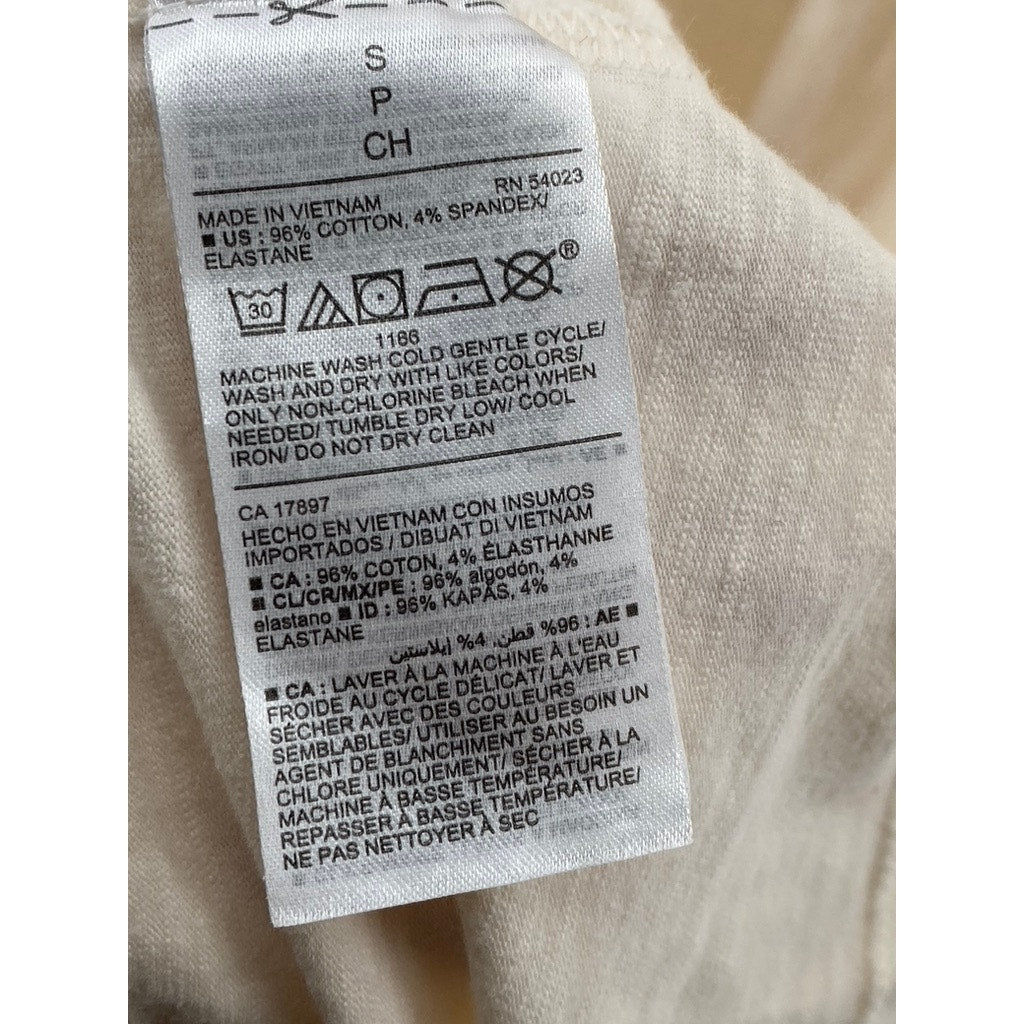 S
P
CH
RN 54023
MADE IN VIETNAM
■ US : 96% COTTON, 4% SPANDEX/
ELASTANE
30
®
1166
MACHINE WASH COLD GENTLE CYCLE/
WASH AND DRY WITH LIKE COLORS/
ONLY NON-CHLORINE BLEACH WHEN
NEEDED/ TUMBLE DRY LOW/ COOL
IRON/ DO NOT DRY CLEAN
CA 17897
HECHO EN VIETNAM CON INSUMOS
IMPORTADOS / DIBUAT DI VIETNAM
■ CA : 96% COTON, 4% ÉLASTHANNE
■ CL/CR/MX/PE : 96% algodón, 4%
elastano ■ ID : 96% KAPAS, 4%
ELASTANE
■ AE : 96% قطن, 4% إيلاستين
■ CA : LAVER À LA MACHINE À L'EAU
FROIDE AU CYCLE DÉLICAT/ LAVER ET
SÉCHER AVEC DES COULEURS
SEMBLABLES/ UTILISER AU BESOIN UN
AGENT DE BLANCHIMENT SANS
CHLORE UNIQUEMENT/ SÉCHER À LA
MACHINE À BASSE TEMPÉRATURE/
REPASSER À BASSE TEMPÉRATURE/
NE PAS NETTOYER À SEC